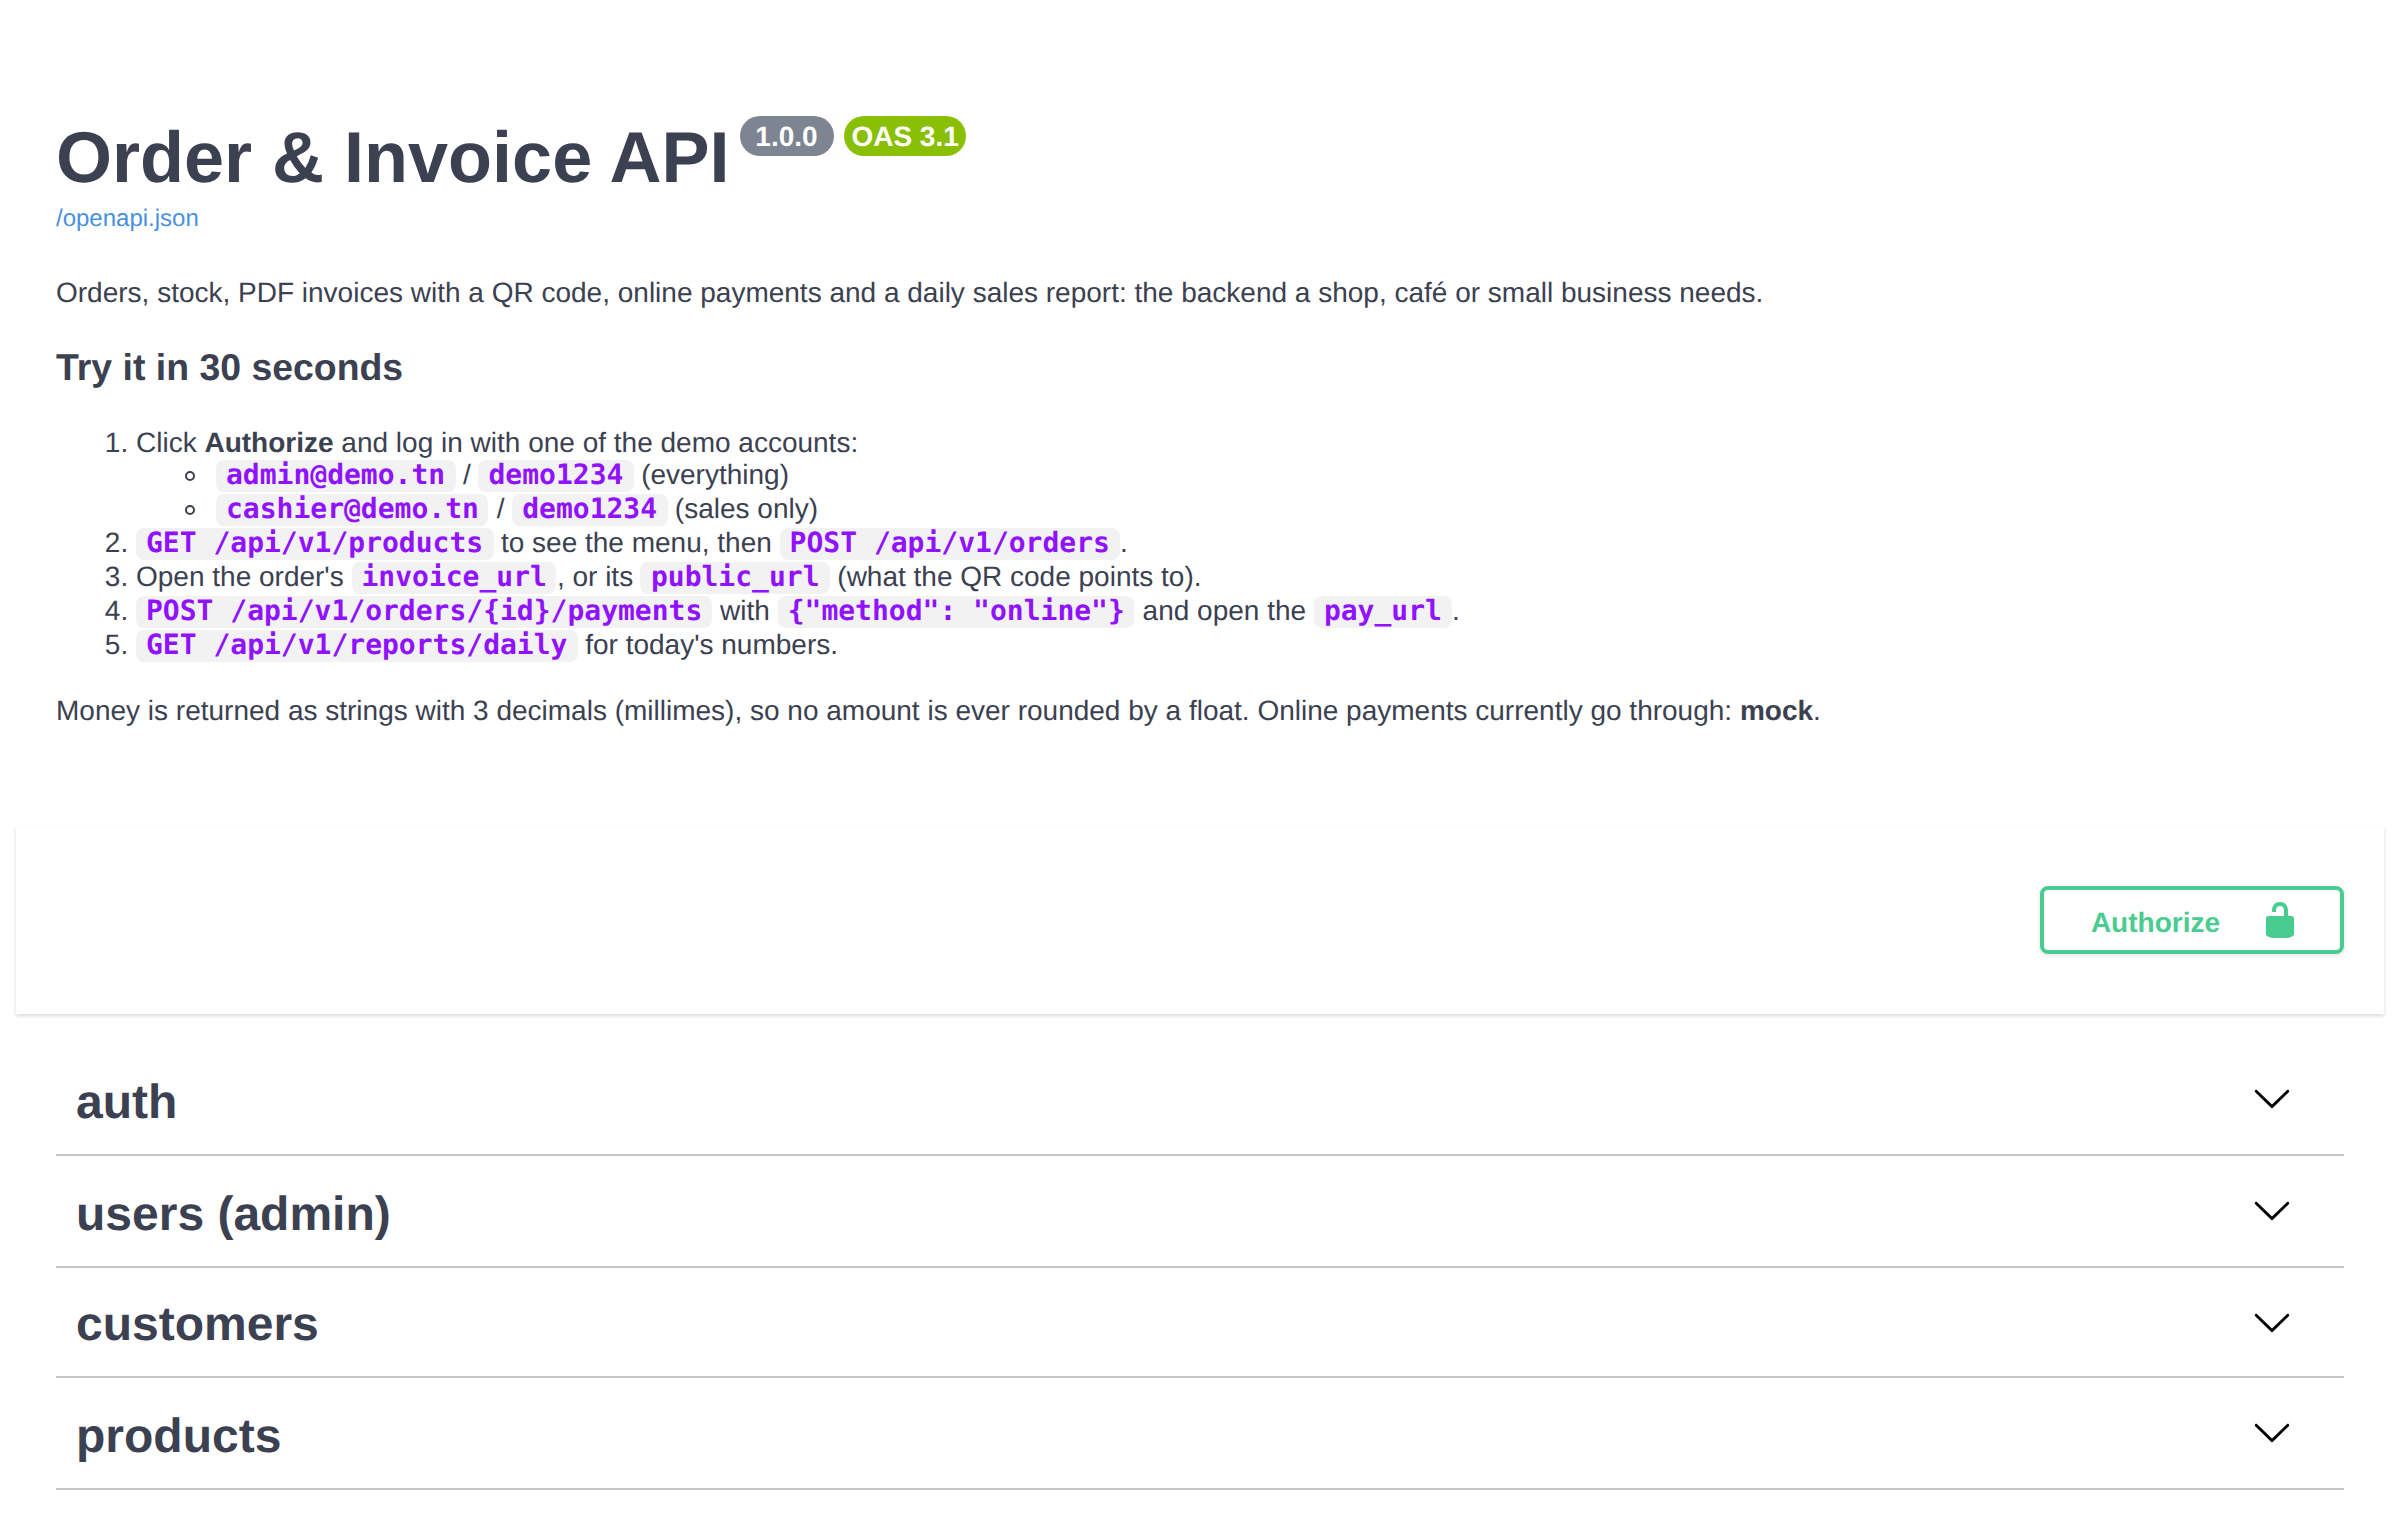 Order & Invoice API 1.0.0 OAS 3.1
/openapi.json
Orders, stock, PDF invoices with a QR code, online payments and a daily sales report: the backend a shop, café or small business needs.
Try it in 30 seconds
1. Click Authorize and log in with one of the demo accounts:
admin@demo.tn / demo1234 (everything)
cashier@demo.tn / demo1234 (sales only)
2. GET /api/v1/products to see the menu, then POST /api/v1/orders.
3. Open the order's invoice_url, or its public_url (what the QR code points to).
4. POST /api/v1/orders/{id}/payments with {"method": "online"} and open the pay_url.
5. GET /api/v1/reports/daily for today's numbers.
Money is returned as strings with 3 decimals (millimes), so no amount is ever rounded by a float. Online payments currently go through: mock.
Authorize
auth
users (admin)
customers
products